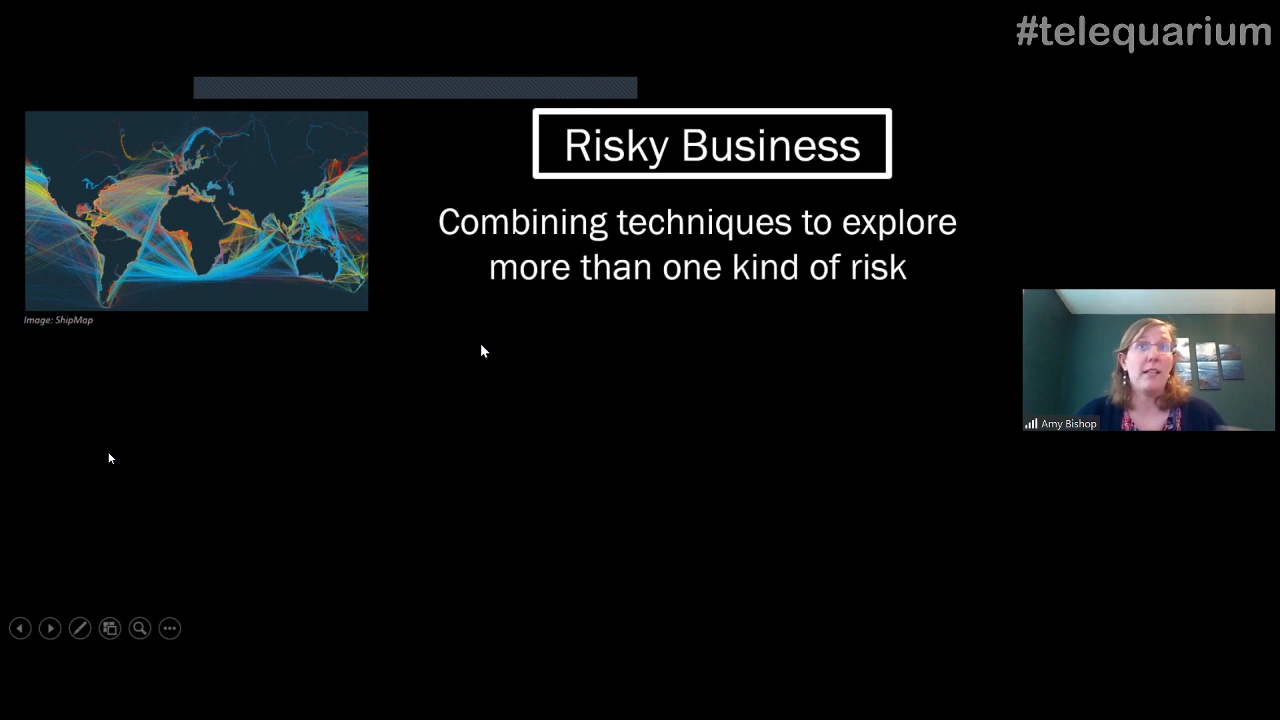 #telequarium
Risky Business
Combining techniques to explore
more than one kind of risk
Image: ShipMap
Amy Bishop